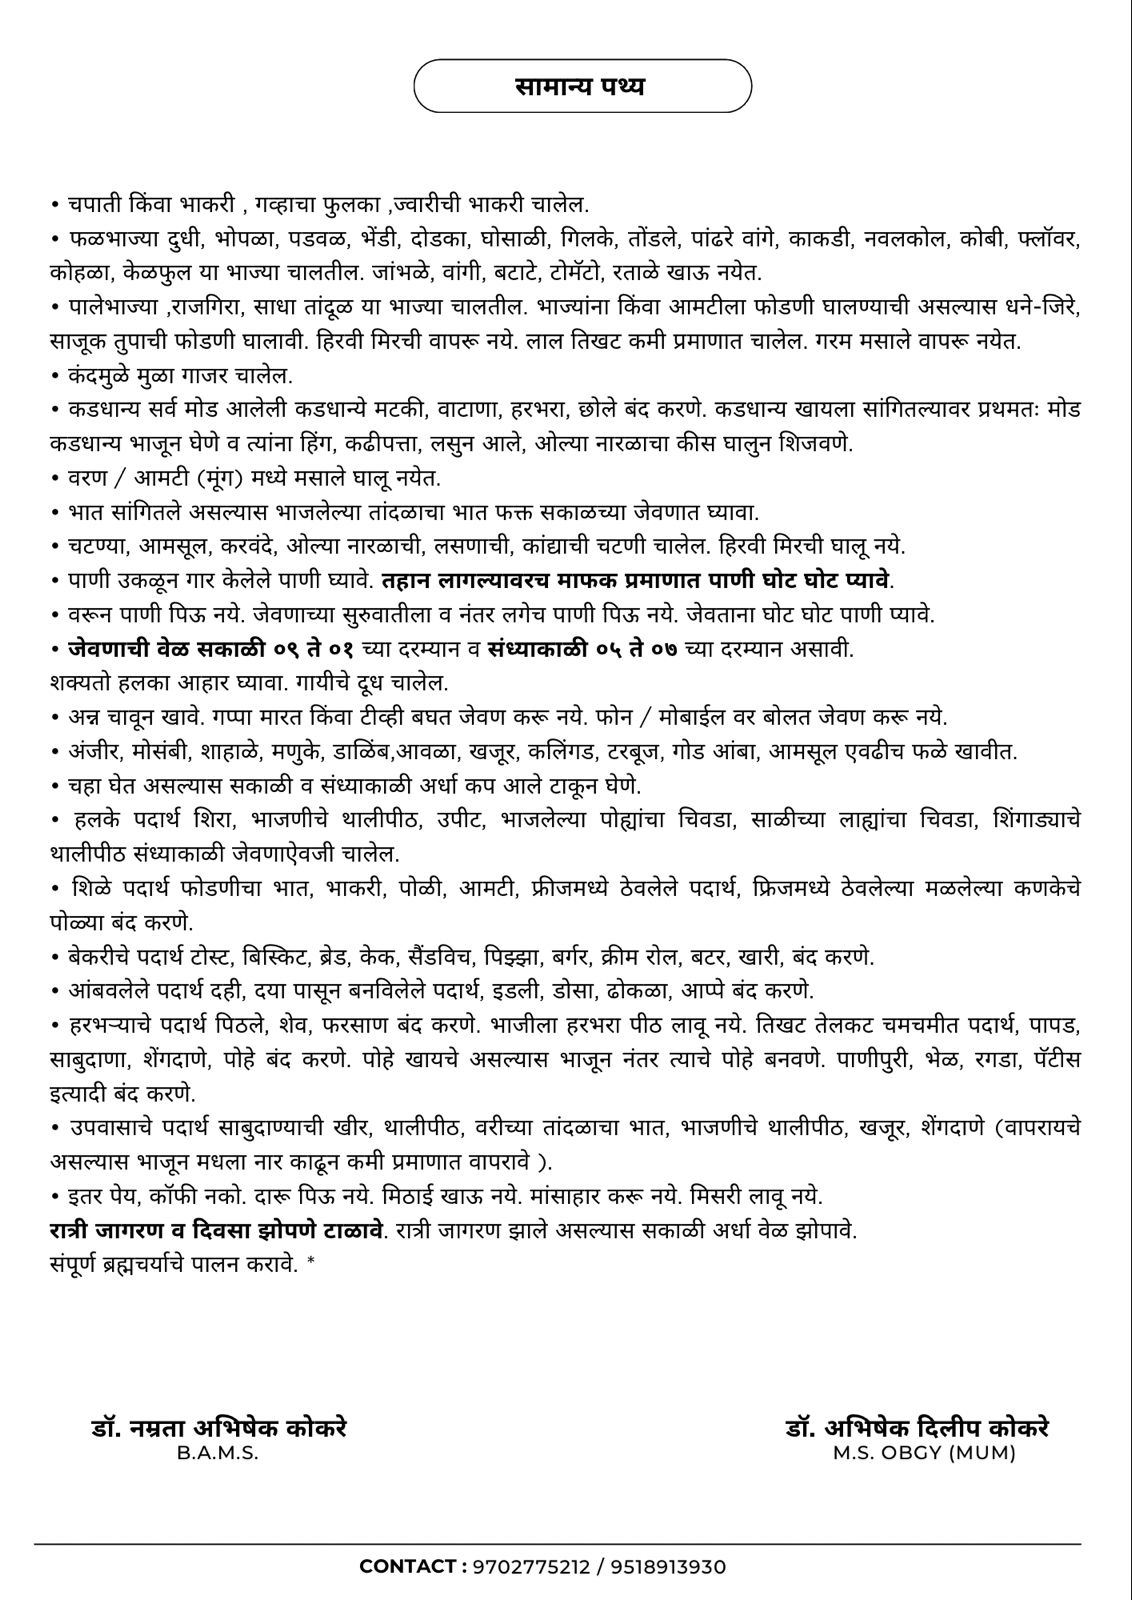 सामान्य पथ्य
• चपाती किंवा भाकरी , गव्हाचा फुलका ,ज्वारीची भाकरी चालेल.
• फळभाज्या दुधी, भोपळा, पडवळ, भेंडी, दोडका, घोसाळी, गिलके, तोंडले, पांढरे वांगे, काकडी, नवलकोल, कोबी, फ्लॉवर,
कोहळा, केळफुल या भाज्या चालतील. जांभळे, वांगी, बटाटे, टोमॅटो, रताळे खाऊ नयेत.
• पालेभाज्या ,राजगिरा, साधा तांदूळ या भाज्या चालतील. भाज्यांना किंवा आमटीला फोडणी घालण्याची असल्यास धने-जिरे,
साजूक तुपाची फोडणी घालावी. हिरवी मिरची वापरू नये. लाल तिखट कमी प्रमाणात चालेल. गरम मसाले वापरू नयेत.
• कंदमुळे मुळा गाजर चालेल.
• कडधान्य सर्व मोड आलेली कडधान्ये मटकी, वाटाणा, हरभरा, छोले बंद करणे. कडधान्य खायला सांगितल्यावर प्रथमतः मोड
कडधान्य भाजून घेणे व त्यांना हिंग, कढीपत्ता, लसुन आले, ओल्या नारळाचा कीस घालुन शिजवणे.
• वरण / आमटी (मूंग) मध्ये मसाले घालू नयेत.
• भात सांगितले असल्यास भाजलेल्या तांदळाचा भात फक्त सकाळच्या जेवणात घ्यावा.
• चटण्या, आमसूल, करवंदे, ओल्या नारळाची, लसणाची, कांद्याची चटणी चालेल. हिरवी मिरची घालू नये.
• पाणी उकळून गार केलेले पाणी घ्यावे. तहान लागल्यावरच माफक प्रमाणात पाणी घोट घोट प्यावे.
• वरून पाणी पिऊ नये. जेवणाच्या सुरुवातीला व नंतर लगेच पाणी पिऊ नये. जेवताना घोट घोट पाणी प्यावे.
• जेवणाची वेळ सकाळी ०९ ते ०१ च्या दरम्यान व संध्याकाळी ०५ ते ०७ च्या दरम्यान असावी.
शक्यतो हलका आहार घ्यावा. गायीचे दूध चालेल.
• अन्न चावून खावे. गप्पा मारत किंवा टीव्ही बघत जेवण करू नये. फोन / मोबाईल वर बोलत जेवण करू नये.
• अंजीर, मोसंबी, शाहाळे, मणुके, डाळिंब,आवळा, खजूर, कलिंगड, टरबूज, गोड आंबा, आमसूल एवढीच फळे खावीत.
• चहा घेत असल्यास सकाळी व संध्याकाळी अर्धा कप आले टाकून घेणे.
• हलके पदार्थ शिरा, भाजणीचे थालीपीठ, उपीट, भाजलेल्या पोह्यांचा चिवडा, साळीच्या लाह्यांचा चिवडा, शिंगाड्याचे
थालीपीठ संध्याकाळी जेवणाऐवजी चालेल.
• शिळे पदार्थ फोडणीचा भात, भाकरी, पोळी, आमटी, फ्रीजमध्ये ठेवलेले पदार्थ, फ्रिजमध्ये ठेवलेल्या मळलेल्या कणकेचे
पोळ्या बंद करणे.
• बेकरीचे पदार्थ टोस्ट, बिस्किट, ब्रेड, केक, सैंडविच, पिझ्झा, बर्गर, क्रीम रोल, बटर, खारी, बंद करणे.
• आंबवलेले पदार्थ दही, दया पासून बनविलेले पदार्थ, इडली, डोसा, ढोकळा, आप्पे बंद करणे.
• हरभऱ्याचे पदार्थ पिठले, शेव, फरसाण बंद करणे. भाजीला हरभरा पीठ लावू नये. तिखट तेलकट चमचमीत पदार्थ, पापड,
साबुदाणा, शेंगदाणे, पोहे बंद करणे. पोहे खायचे असल्यास भाजून नंतर त्याचे पोहे बनवणे. पाणीपुरी, भेळ, रगडा, पॅटीस
इत्यादी बंद करणे.
• उपवासाचे पदार्थ साबुदाण्याची खीर, थालीपीठ, वरीच्या तांदळाचा भात, भाजणीचे थालीपीठ, खजूर, शेंगदाणे (वापरायचे
असल्यास भाजून मधला नार काढून कमी प्रमाणात वापरावे ).
• इतर पेय, कॉफी नको. दारू पिऊ नये. मिठाई खाऊ नये. मांसाहार करू नये. मिसरी लावू नये.
रात्री जागरण व दिवसा झोपणे टाळावे. रात्री जागरण झाले असल्यास सकाळी अर्धा वेळ झोपावे.
संपूर्ण ब्रह्मचर्याचे पालन करावे. *
डॉ. नम्रता अभिषेक कोकरे
B.A.M.S.
डॉ. अभिषेक दिलीप कोकरे
M.S. OBGY (MUM)
CONTACT : 9702775212 / 9518913930